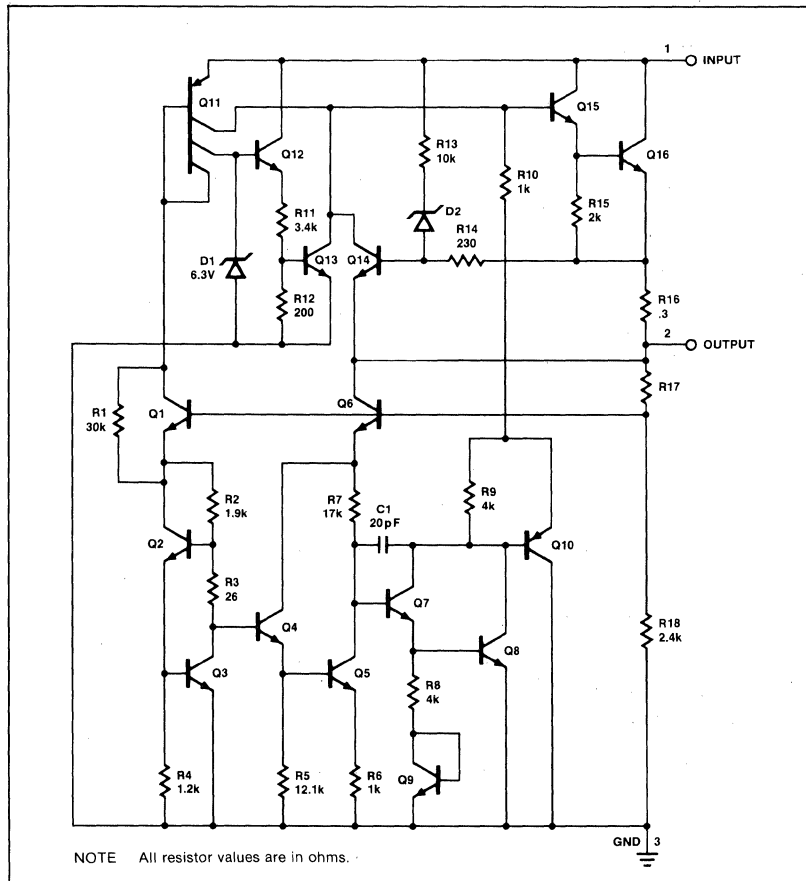 1
INPUT
Q11
Q15
Q12
R13
10k
Q16
R10
1k
R11
3.4k
D2
R15
2k
R14
230
D1
6.3V
Q13
Q14
R12
200
R16
.3
2
OUTPUT
R17
R1
30k
Q1
Q6
R2
1.9k
R7
17k
C1
20pF
R9
4k
Q2
Q10
R3
26
Q7
Q4
R18
2.4k
Q8
Q3
Q5
R8
4k
R4
1.2k
R5
12.1k
R6
1k
Q9
GND
3
NOTE All resistor values are in ohms.